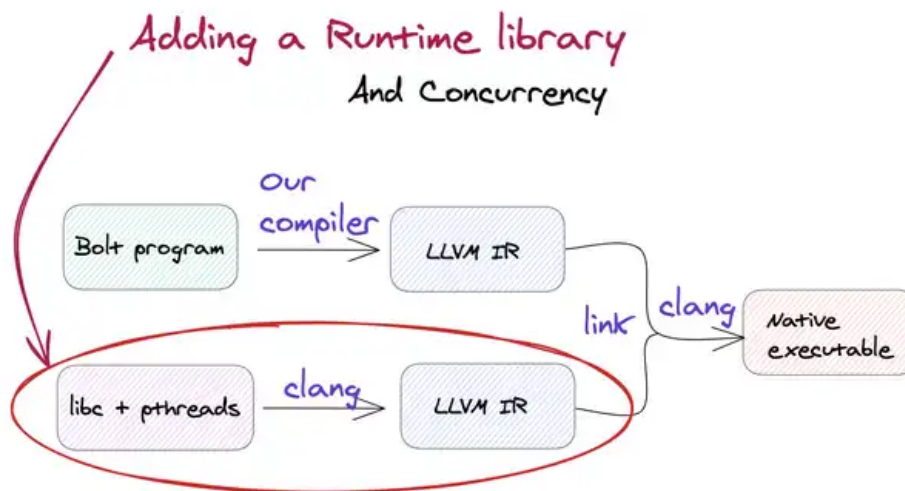 Adding a Runtime library
And Concurrency
our
compiler
Bolt program
LLVM IR
link
clang
Native
executable
libc + pthreads
clang
LLVM IR